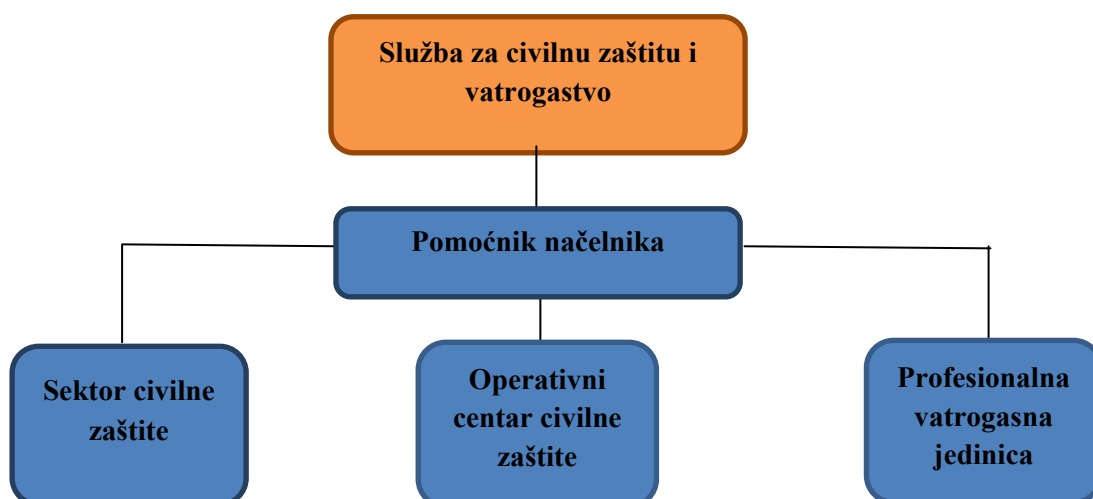 Služba za civilnu zaštitu i
vatrogastvo
Pomoćnik načelnika
Sektor civilne
zaštite
Operativni
centar civilne
zaštite
Profesionalna
vatrogasna
jedinica